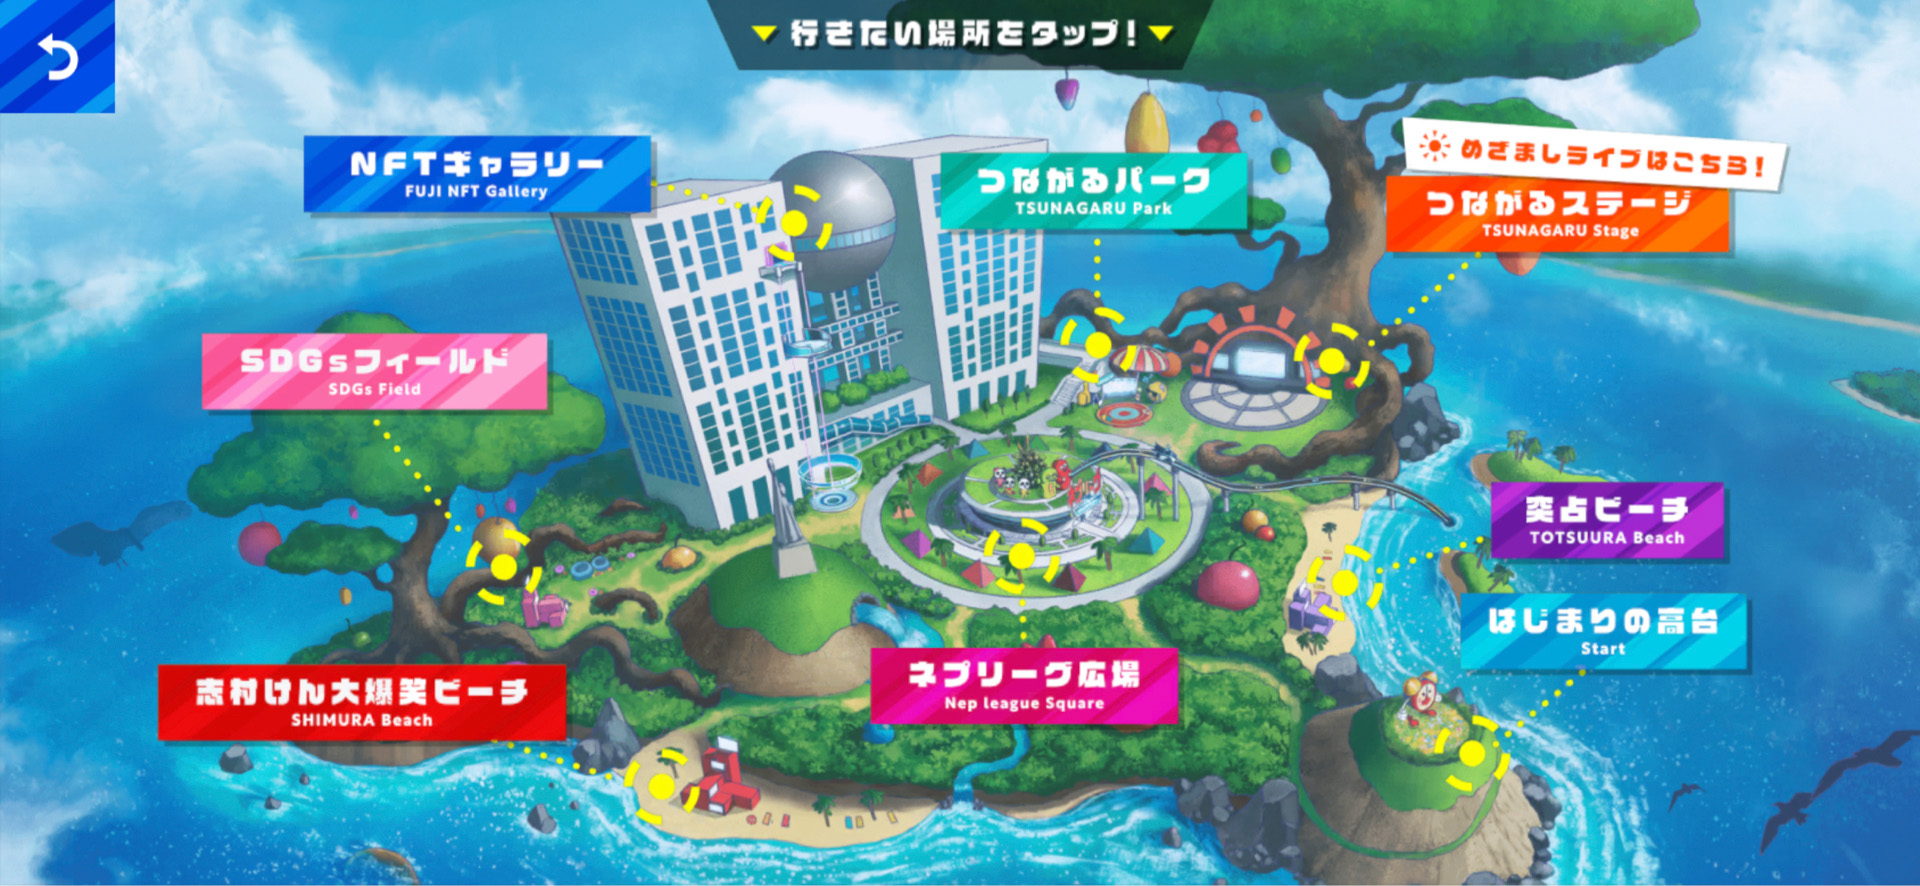 行きたい場所をタップ!
NFTギャラリー
FUJI NFT Gallery
つながるパーク
TSUNAGARU Park
めざましライブはこちら!
つながるステージ
TSUNAGARU Stage
SDGsフィールド
SDGs Field
突占ビーチ
TOTSUURA Beach
はじまりの高台
Start
志村けん大爆笑ビーチ
SHIMURA Beach
ネプリーグ広場
Nep league Square